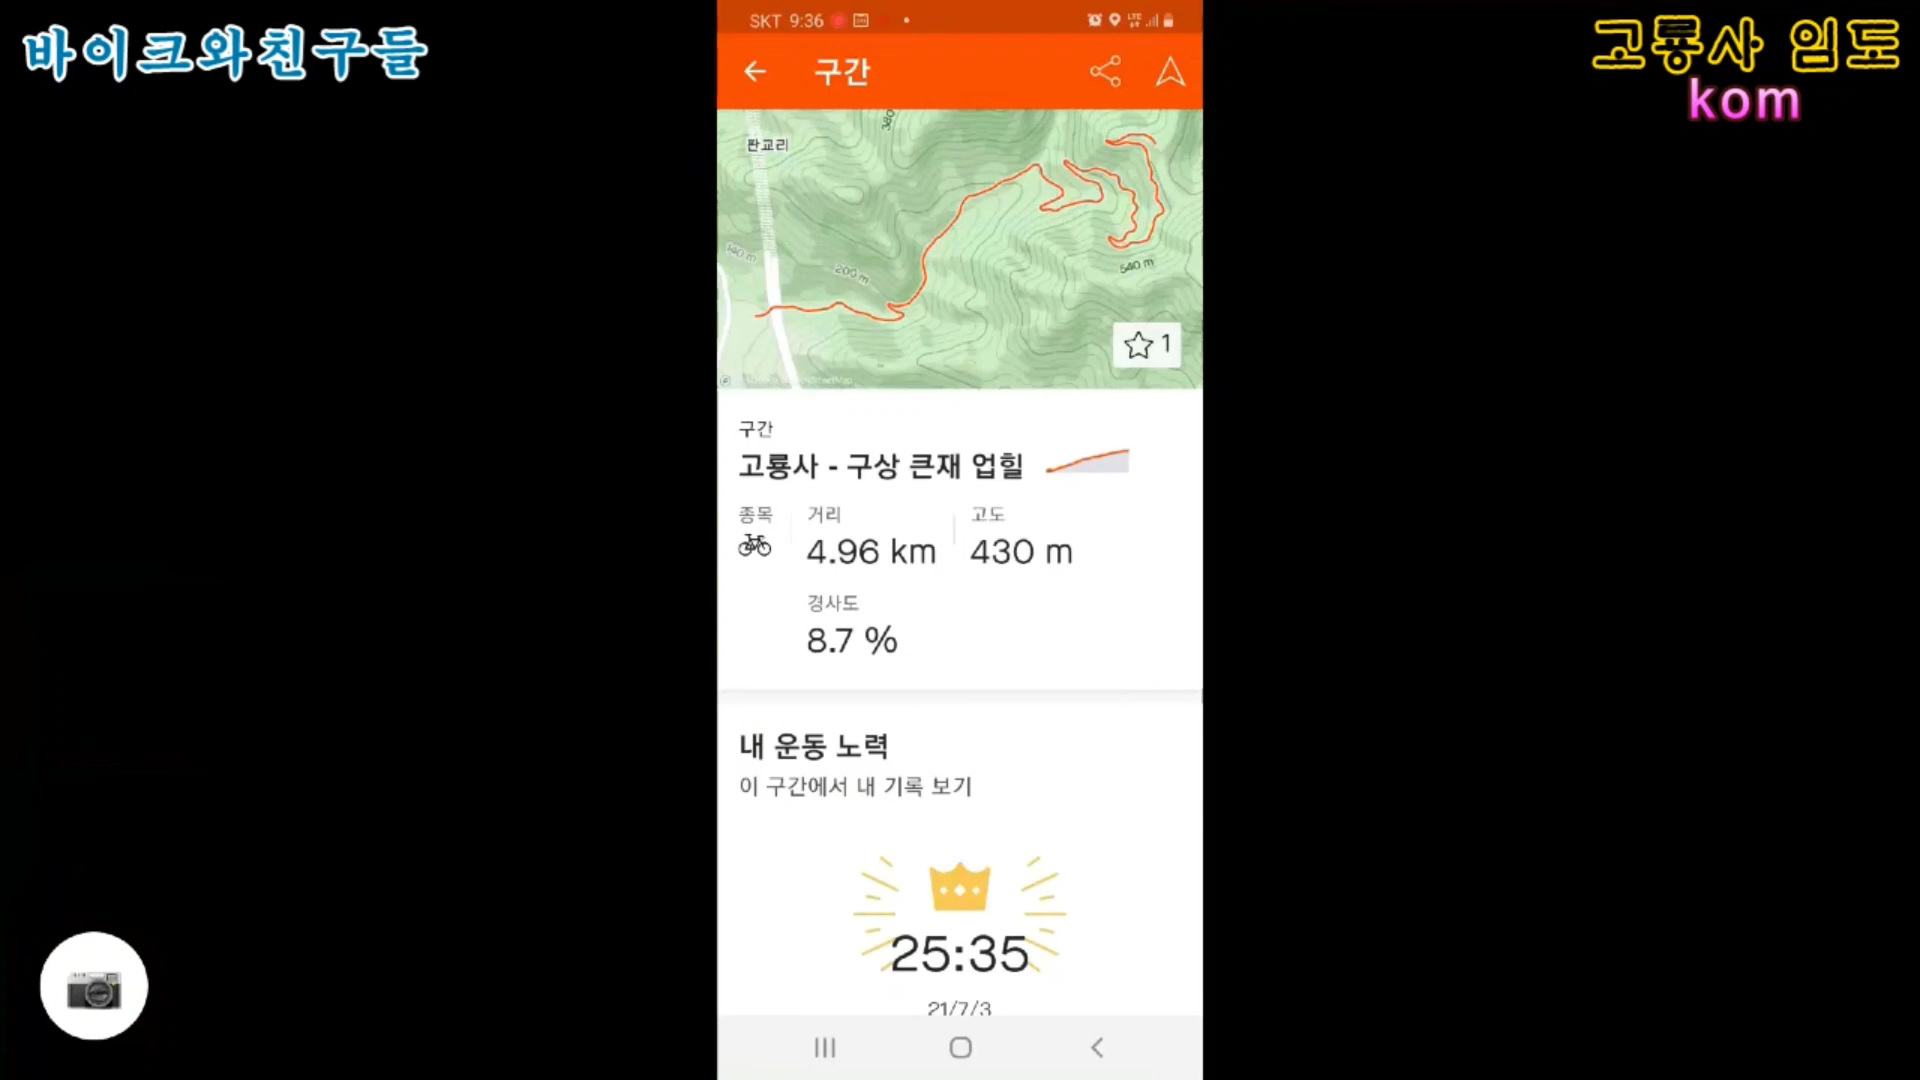 바이크와친구들
고룡사 임도
kom
SKT 9:36
LTE
구간
380
판교리
140 m
200 m
540 m
1
구간
고룡사 - 구상 큰재 업힐
종목
거리
고도
4.96 km
430 m
경사도
8.7 %
내 운동 노력
이 구간에서 내 기록 보기
25:35
21/7/3